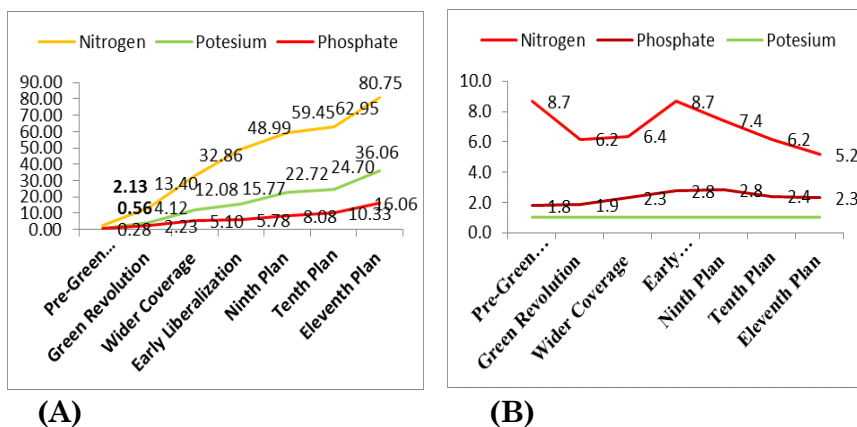 Nitrogen Potesium Phosphate
90.00
80.00
70.00
60.00
50.00
40.00
30.00
20.00
10.00
0.00
2.13 13.40 32.86 48.99 59.45 62.95 80.75
0.56 4.12 12.08 15.77 22.72 24.70 36.06
0.28 2.23 5.10 5.78 8.08 10.33 16.06
Pre-Green...
Green Revolution
Wider Coverage
Early Liberalization
Ninth Plan
Tenth Plan
Eleventh Plan
(A)
Nitrogen Phosphate Potesium
10.0
8.0
6.0
4.0
2.0
0.0
8.7 6.2 6.4 8.7 7.4 6.2 5.2
1.8 1.9 2.3 2.8 2.8 2.4 2.3
Pre-Green...
Green Revolution
Wider Coverage
Early...
Ninth Plan
Tenth Plan
Eleventh Plan
(B)